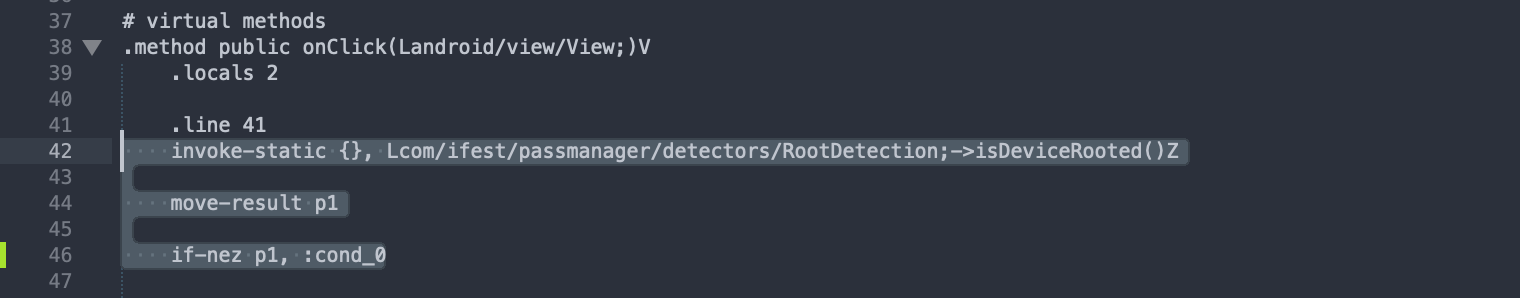 37 # virtual methods
38 .method public onClick(Landroid/view/View;)V
39 .locals 2
40
41 .line 41
42 invoke-static {}, Lcom/ifest/passmanager/detectors/RootDetection;->isDeviceRooted()Z
43
44 move-result p1
45
46 if-nez p1, :cond_0
47